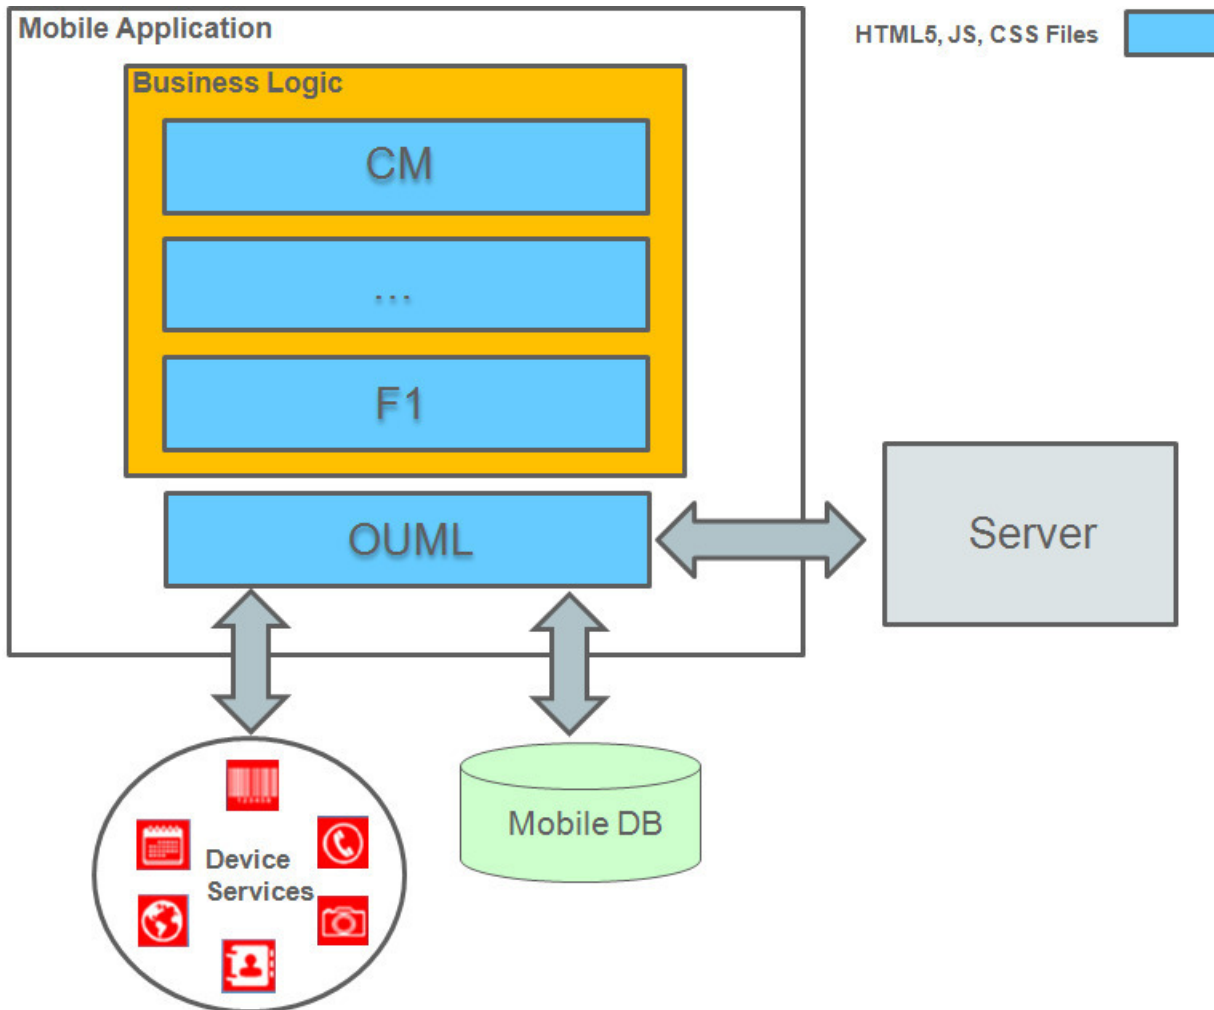 Mobile Application
HTML5, JS, CSS Files
Business Logic
CM
...
F1
OUML
Server
Device
Services
Mobile DB